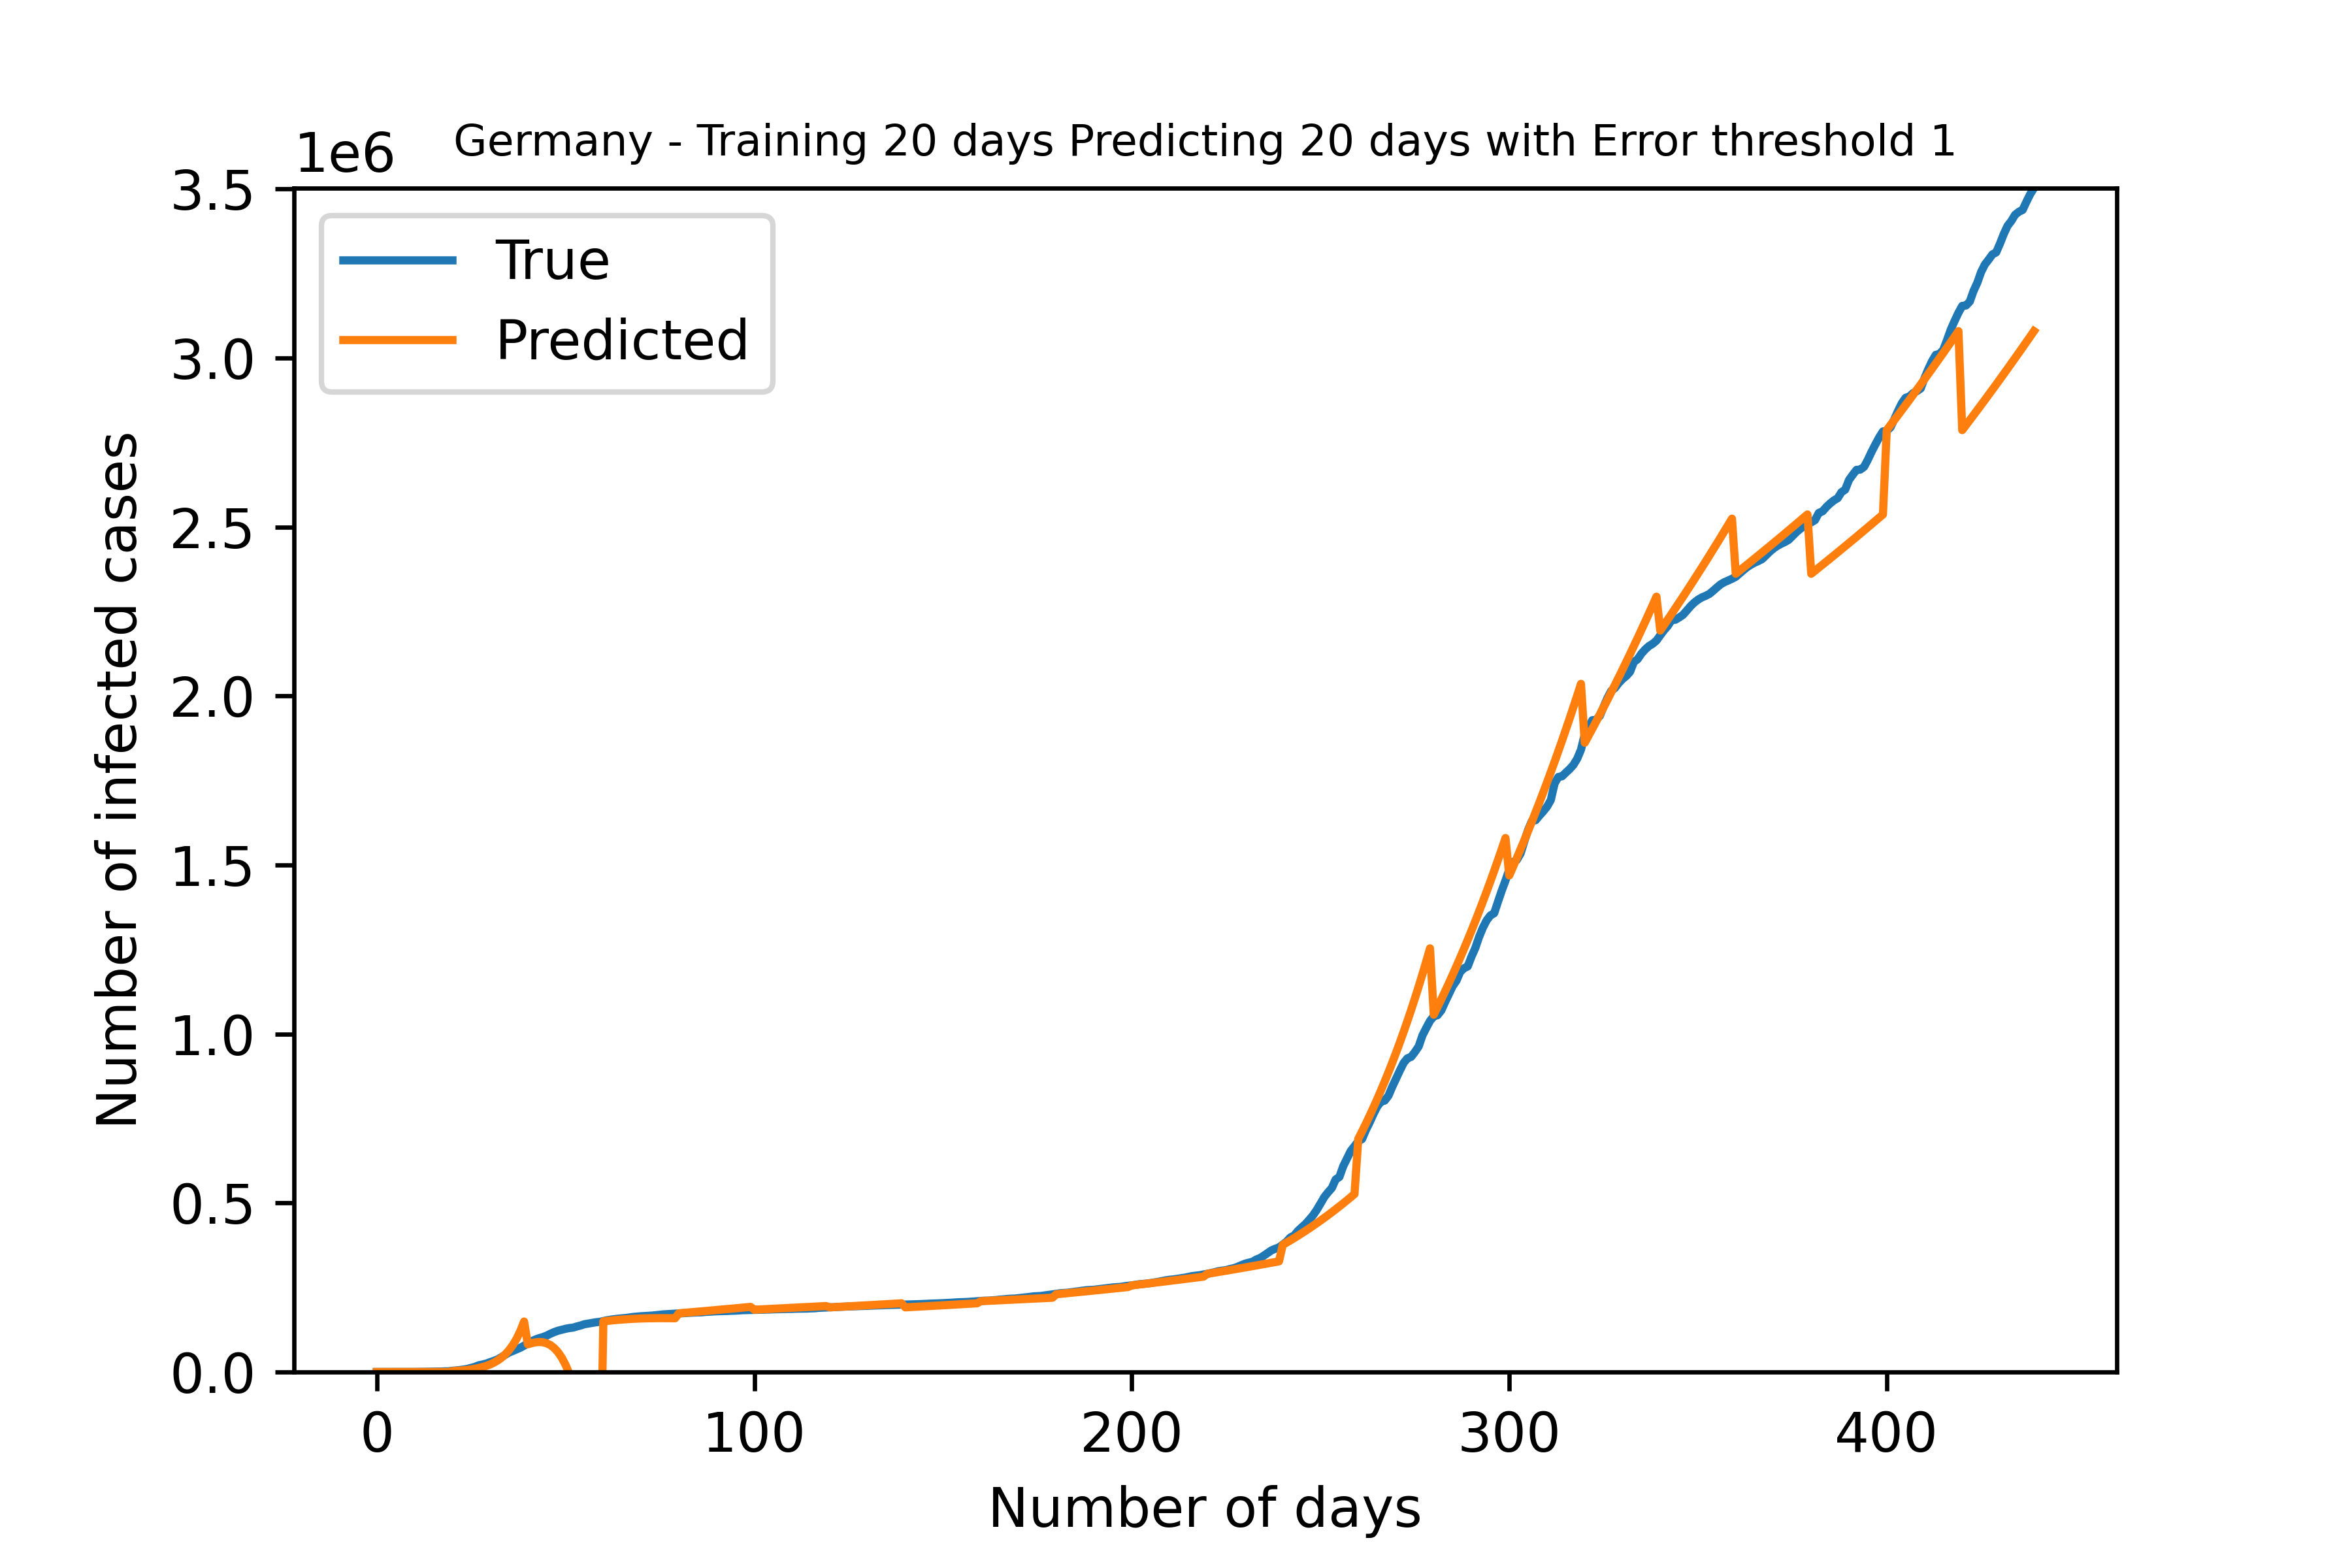 Germany - Training 20 days Predicting 20 days with Error threshold 1
1e6
True
Predicted
3.5
3.0
2.5
2.0
1.5
1.0
0.5
0.0
Number of infected cases
0 100 200 300 400
Number of days